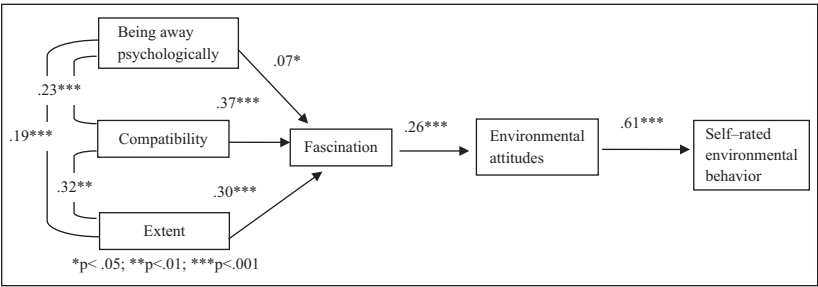 Being away
psychologically
.07*
.23***
.37***
.19***
Compatibility
Fascination
.26***
Environmental
attitudes
.61***
Self–rated
environmental
behavior
.32**
.30***
Extent
*p< .05; **p<.01; ***p<.001